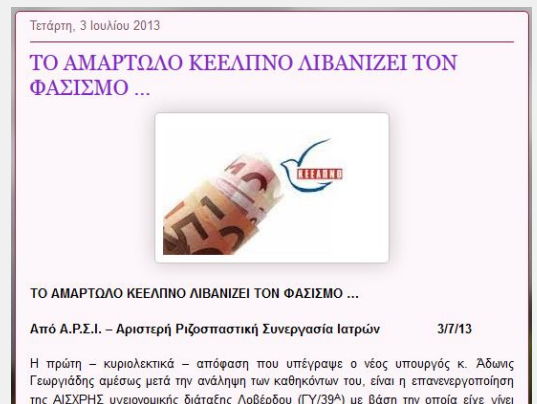 Τετάρτη, 3 Ιουλίου 2013
ΤΟ ΑΜΑΡΤΩΛΟ ΚΕΕΛΠΝΟ ΛΙΒΑΝΙΖΕΙ ΤΟΝ
ΦΑΣΙΣΜΟ ...
ΚΕΕΛΠΝΟ
ΤΟ ΑΜΑΡΤΩΛΟ ΚΕΕΛΠΝΟ ΛΙΒΑΝΙΖΕΙ ΤΟΝ ΦΑΣΙΣΜΟ ...
Από Α.Ρ.Σ.Ι. – Αριστερή Ριζοσπαστική Συνεργασία Ιατρών 3/7/13
Η πρώτη – κυριολεκτικά – απόφαση που υπέγραψε ο νέος υπουργός κ. Άδωνις
Γεωργιάδης αμέσως μετά την ανάληψη των καθηκόντων του, είναι η επανενεργοποίηση
της ΑΙΣΧΡΗΣ υγειονομικής διάταξης Λοβέρδου (ΓΥ/39Α) με βάση την οποία είχε γίνει